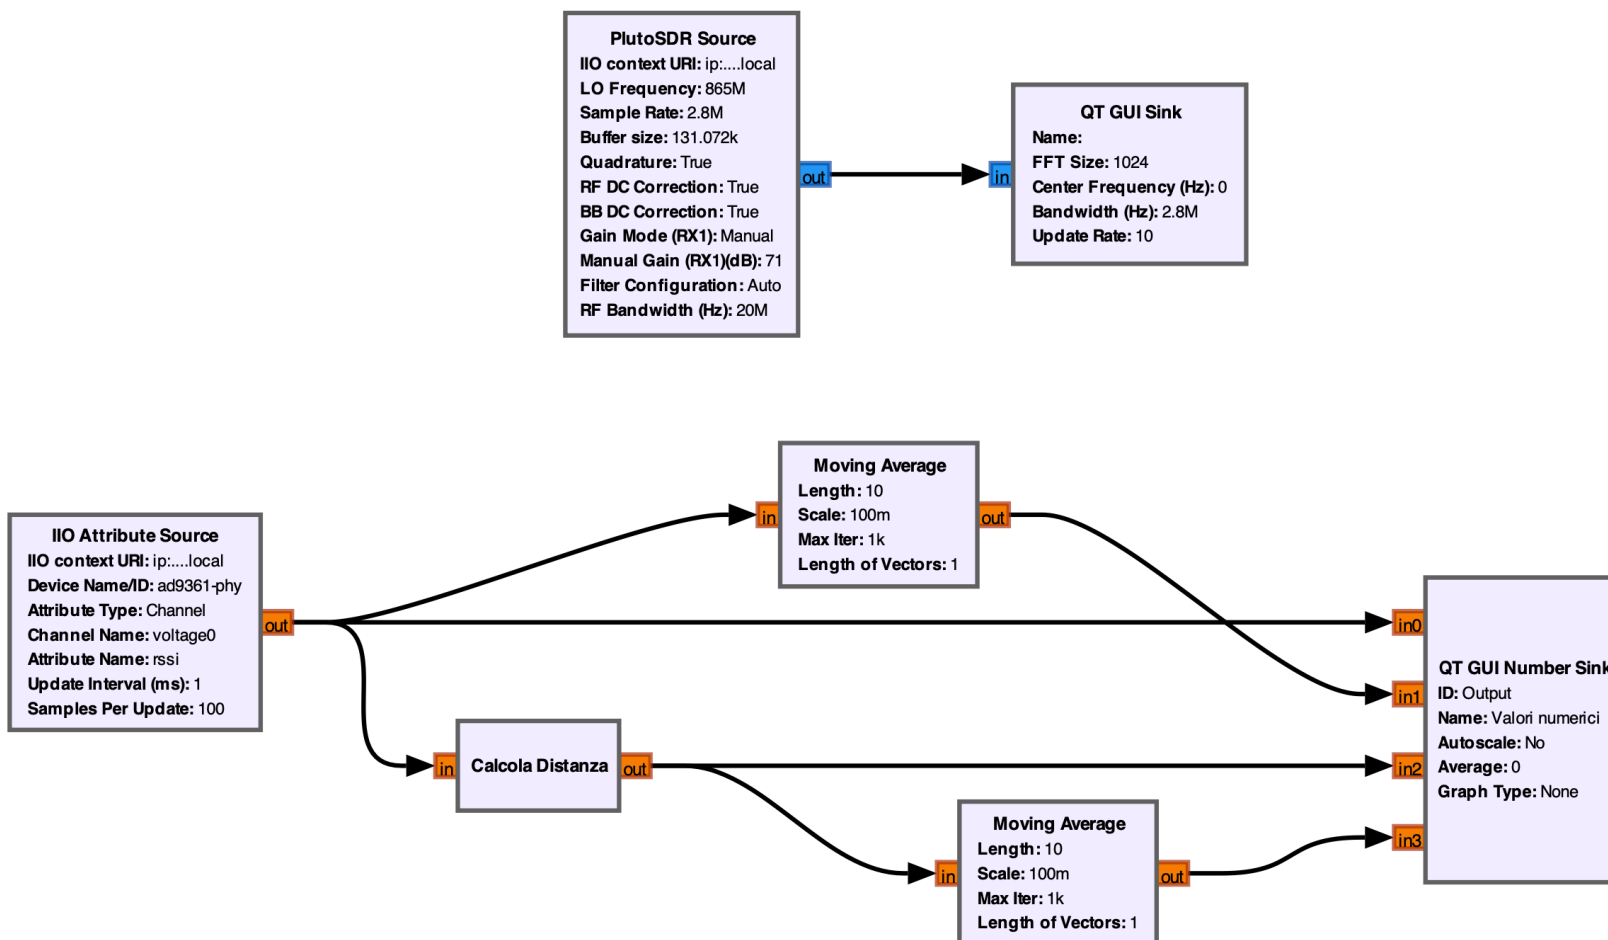 PlutoSDR Source
IIO context URI: ip:....local
LO Frequency: 865M
Sample Rate: 2.8M
Buffer size: 131.072k
Quadrature: True
RF DC Correction: True
BB DC Correction: True
Gain Mode (RX1): Manual
Manual Gain (RX1)(dB): 71
Filter Configuration: Auto
RF Bandwidth (Hz): 20M
out
in
QT GUI Sink
Name:
FFT Size: 1024
Center Frequency (Hz): 0
Bandwidth (Hz): 2.8M
Update Rate: 10
IIO Attribute Source
IIO context URI: ip:....local
Device Name/ID: ad9361-phy
Attribute Type: Channel
Channel Name: voltage0
Attribute Name: rssi
Update Interval (ms): 1
Samples Per Update: 100
out
in
Moving Average
Length: 10
Scale: 100m
Max Iter: 1k
Length of Vectors: 1
out
in
Calcola Distanza
out
in
Moving Average
Length: 10
Scale: 100m
Max Iter: 1k
Length of Vectors: 1
out
in0
in1
in2
in3
QT GUI Number Sink
ID: Output
Name: Valori numerici
Autoscale: No
Average: 0
Graph Type: None